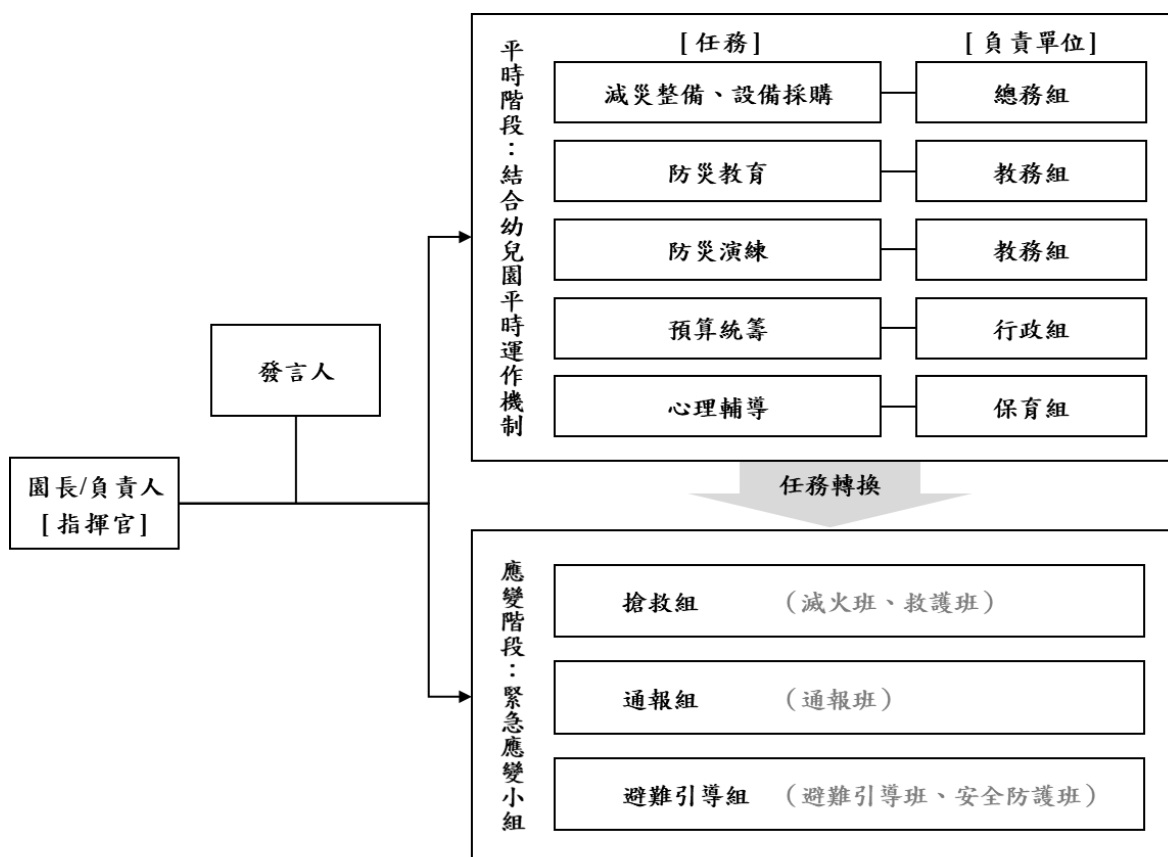 園長/負責人
[指揮官]
發言人
平時階段：結合幼兒園平時運作機制
[任務]
[負責單位]
減災整備、設備採購
總務組
防災教育
教務組
防災演練
教務組
預算統籌
行政組
心理輔導
保育組
任務轉換
應變階段：緊急應變小組
搶救組 （滅火班、救護班）
通報組 （通報班）
避難引導組 （避難引導班、安全防護班）